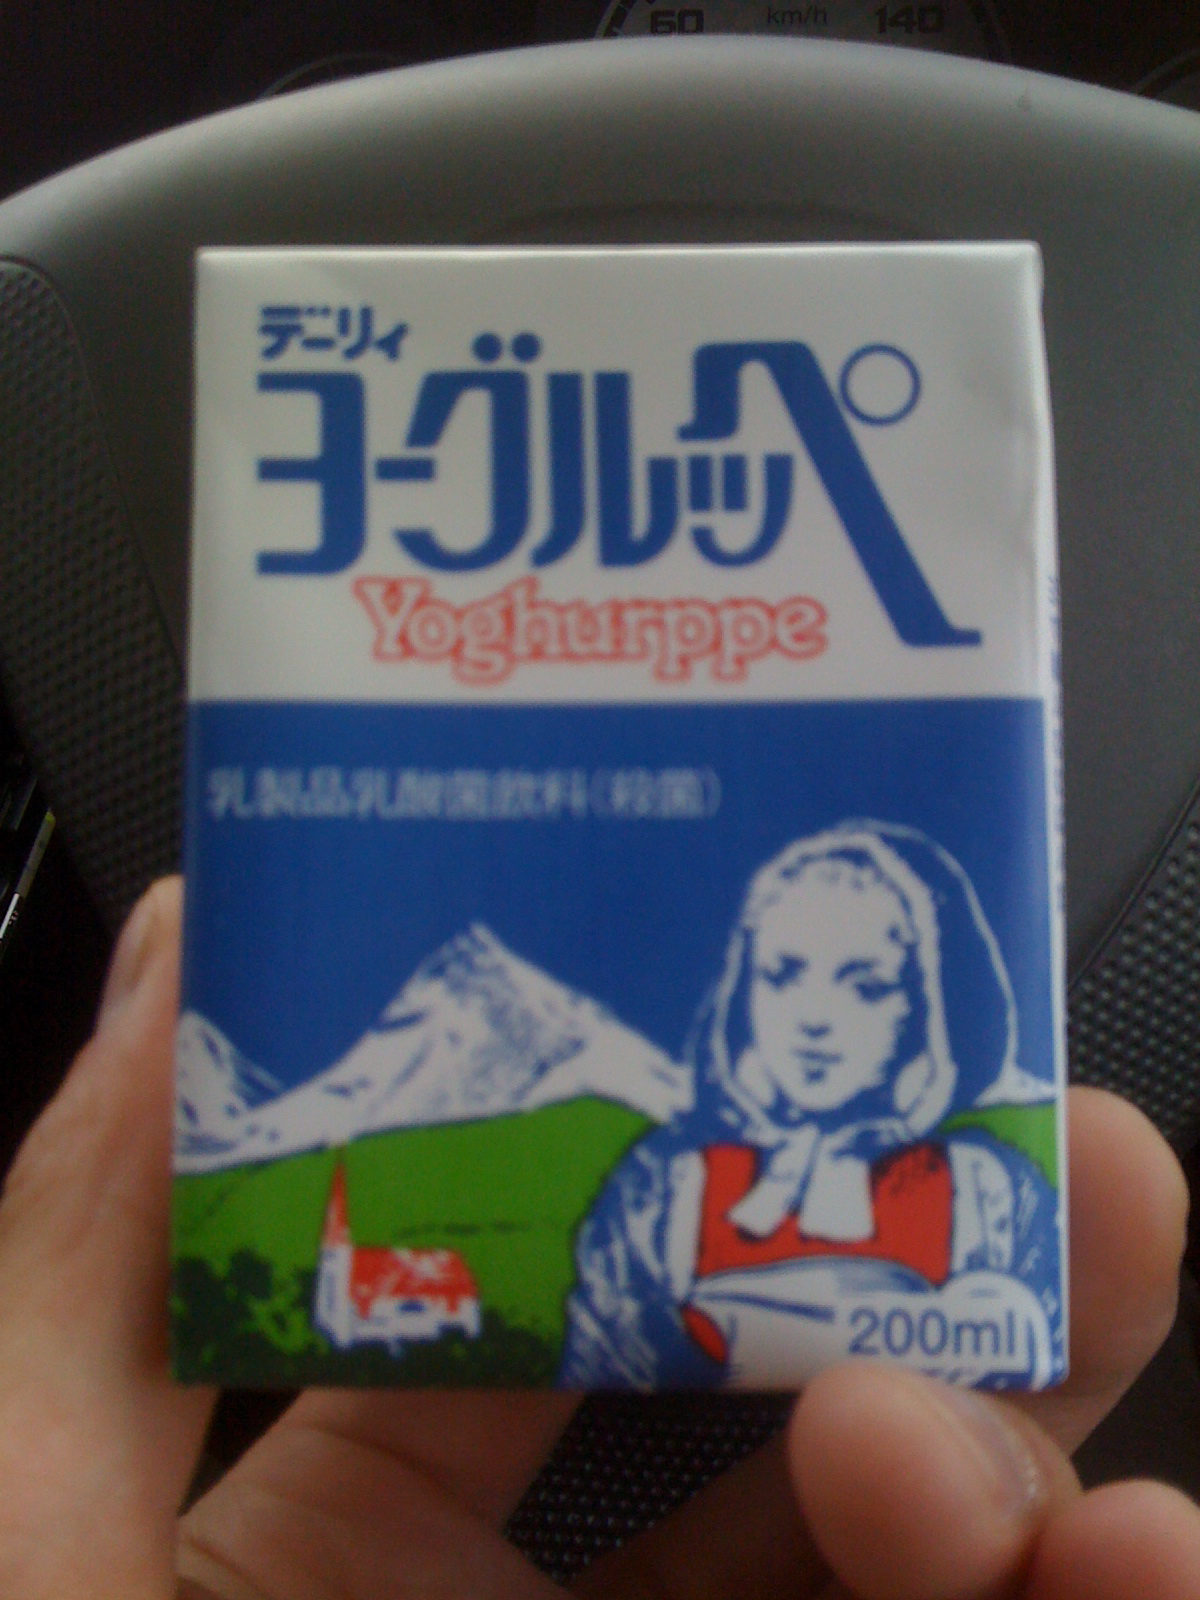 60 km/h 140
デーリィ
ヨーグルッペ
Yoghurppe
乳製品乳酸菌飲料(殺菌)
200ml